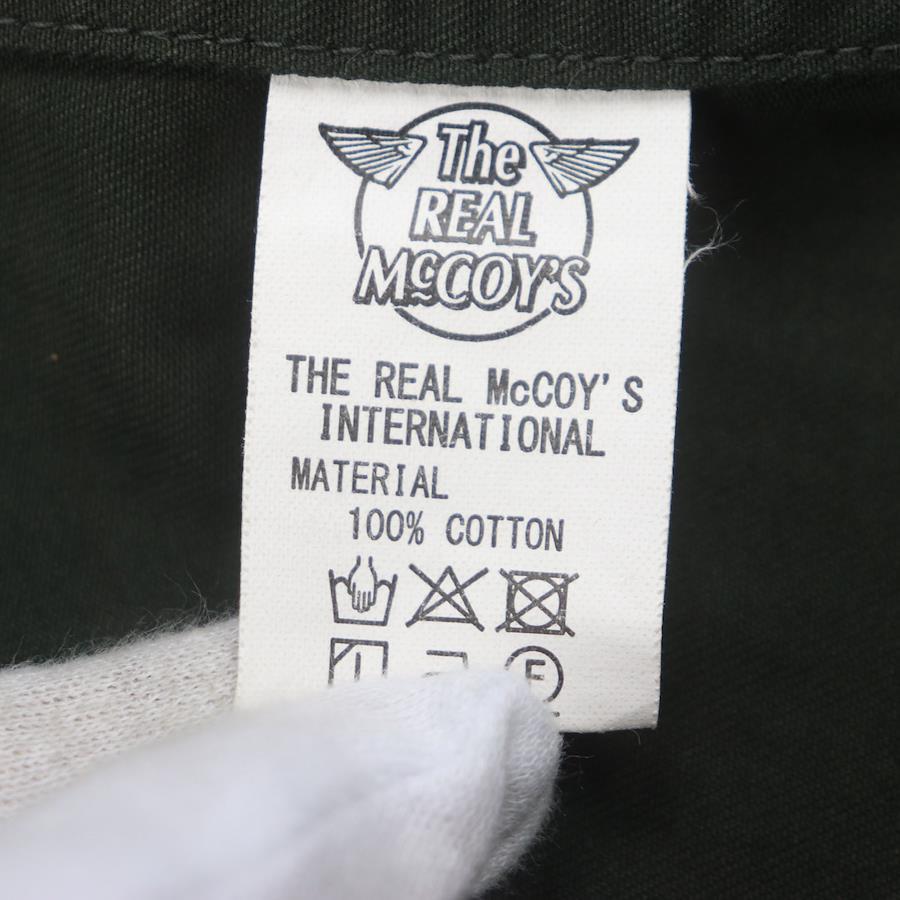 The
REAL
McCOY'S
THE REAL McCOY'S
INTERNATIONAL
MATERIAL
100% COTTON
F